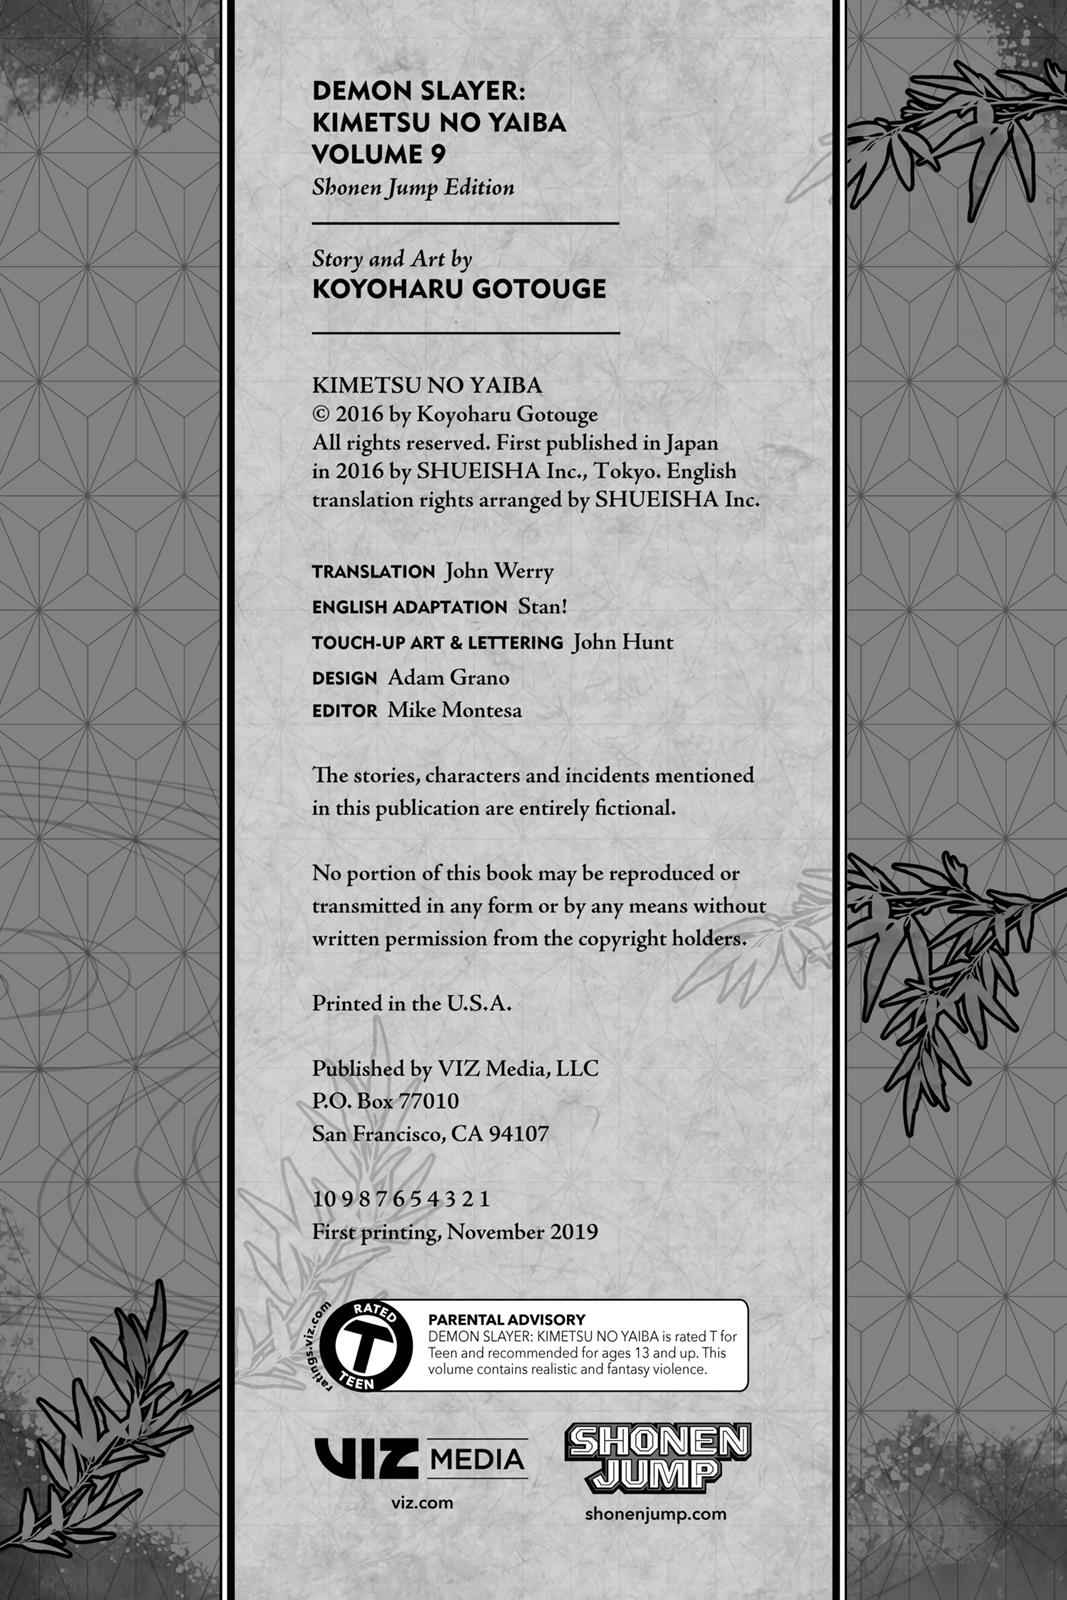 DEMON SLAYER:
KIMETSU NO YAIBA
VOLUME 9
Shonen Jump Edition
Story and Art by
KOYOHARU GOTOUGE
KIMETSU NO YAIBA
© 2016 by Koyoharu Gotouge
All rights reserved. First published in Japan
in 2016 by SHUEISHA Inc., Tokyo. English
translation rights arranged by SHUEISHA Inc.
TRANSLATION John Werry
ENGLISH ADAPTATION Stan!
TOUCH-UP ART & LETTERING John Hunt
DESIGN Adam Grano
EDITOR Mike Montesa
The stories, characters and incidents mentioned
in this publication are entirely fictional.
No portion of this book may be reproduced or
transmitted in any form or by any means without
written permission from the copyright holders.
Printed in the U.S.A.
Published by VIZ Media, LLC
P.O. Box 77010
San Francisco, CA 94107
10 9 8 7 6 5 4 3 2 1
First printing, November 2019
ratings.viz.com
RATED
T
TEEN
PARENTAL ADVISORY
DEMON SLAYER: KIMETSU NO YAIBA is rated T for
Teen and recommended for ages 13 and up. This
volume contains realistic and fantasy violence.
VIZ MEDIA
viz.com
SHONEN
JUMP
shonenjump.com